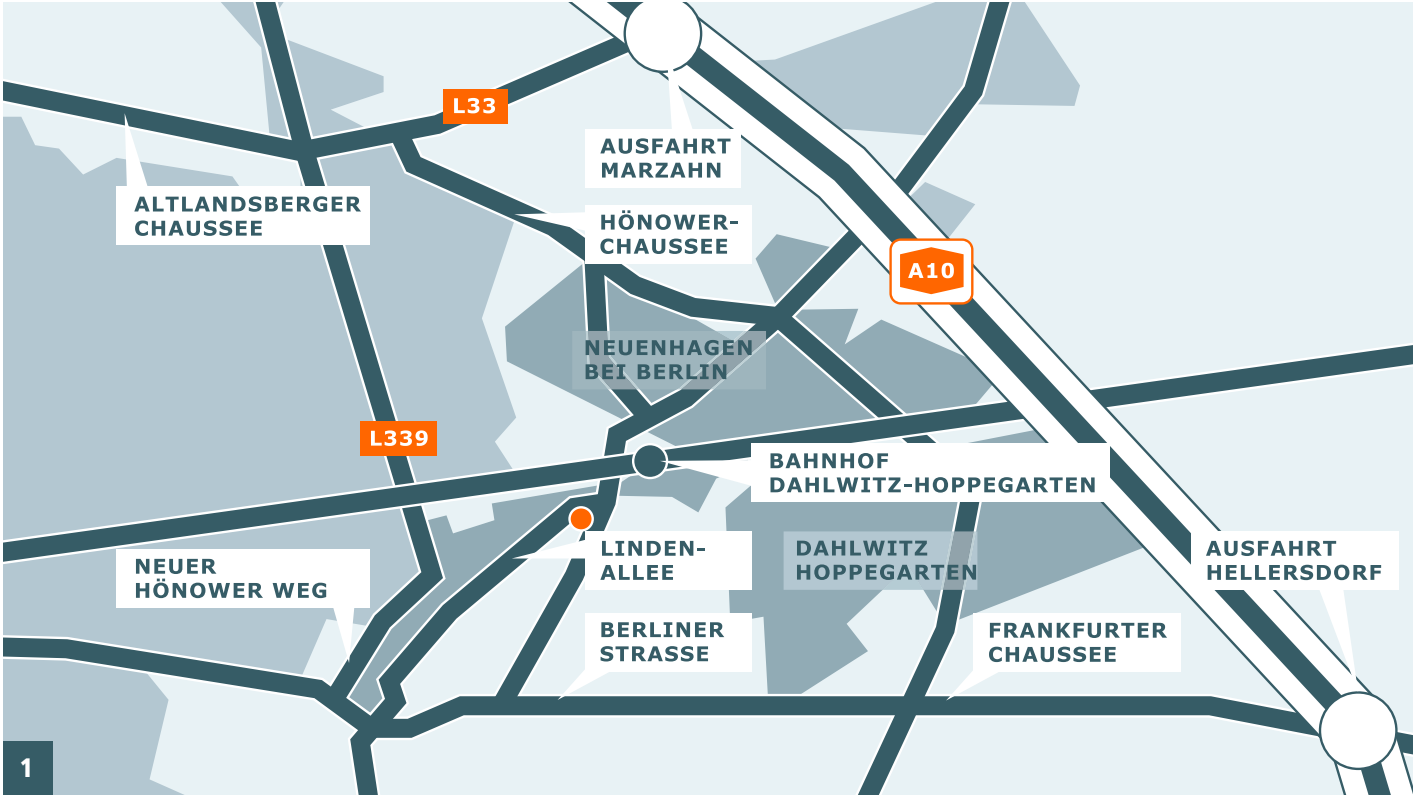 L33
AUSFAHRT
MARZAHN
ALTLANDSBERGER
CHAUSSEE
HÖNOWER-
CHAUSSEE
A10
NEUENHAGEN
BEI BERLIN
L339
BAHNHOF
DAHLWITZ-HOPPEGARTEN
NEUER
HÖNOWER WEG
LINDEN-
ALLEE
DAHLWITZ
HOPPEGARTEN
AUSFAHRT
HELLERSDORF
BERLINER
STRASSE
FRANKFURTER
CHAUSSEE
1